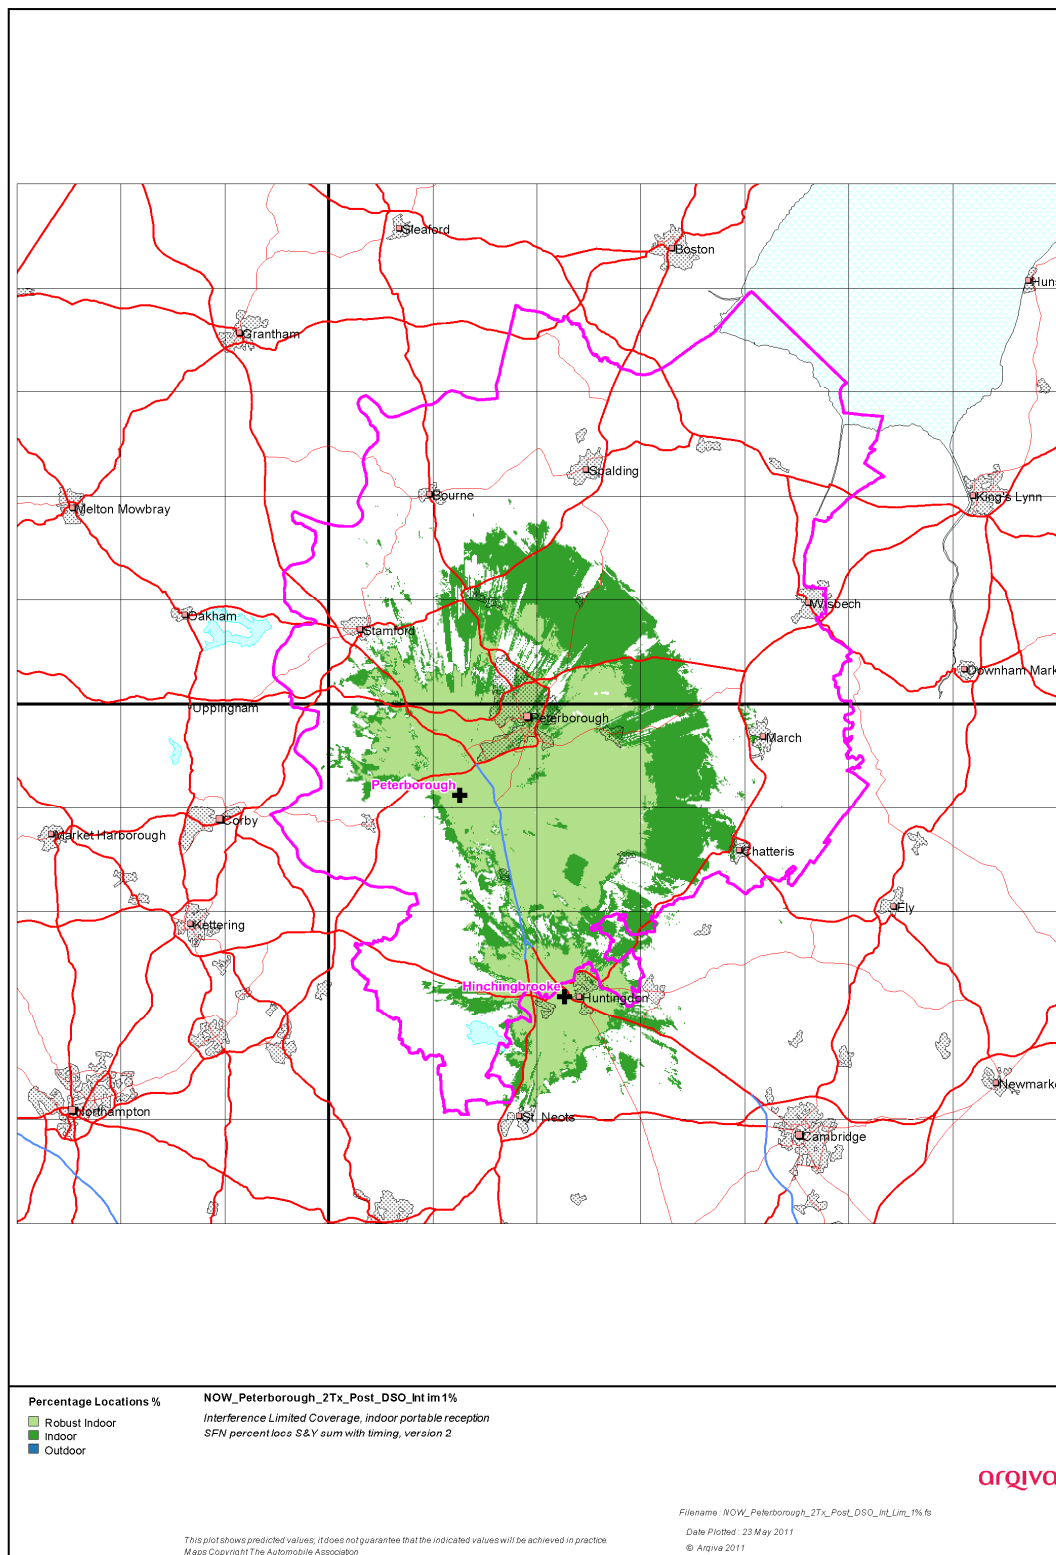 Sleaford
Boston
Huns
Grantham
Spalding
Bourne
Melton Mowbray
King's Lynn
Wisbech
Oakham
Stamford
Downham Mark
Uppingham
Peterborough
March
Peterborough
Corby
Market Harborough
Chatteris
Ely
Kettering
Hinchingbrooke
Huntingdon
Newmarke
Northampton
St. Neots
Cambridge
Percentage Locations %
Robust Indoor
Indoor
Outdoor
NOW_Peterborough_2Tx_Post_DSO_Intim1%
Interference Limited Coverage, indoor portable reception
SFN percent locs S&Y sum with timing, version 2
arqiva
Filename : NOW_Peterborough_2Tx_Post_DSO_Int_Lim_1%.fs
Date Plotted : 23 May 2011
© Arqiva 2011
This plot shows predicted values; it does not guarantee that the indicated values will be achieved in practice.
Maps Copyright The Automobile Association